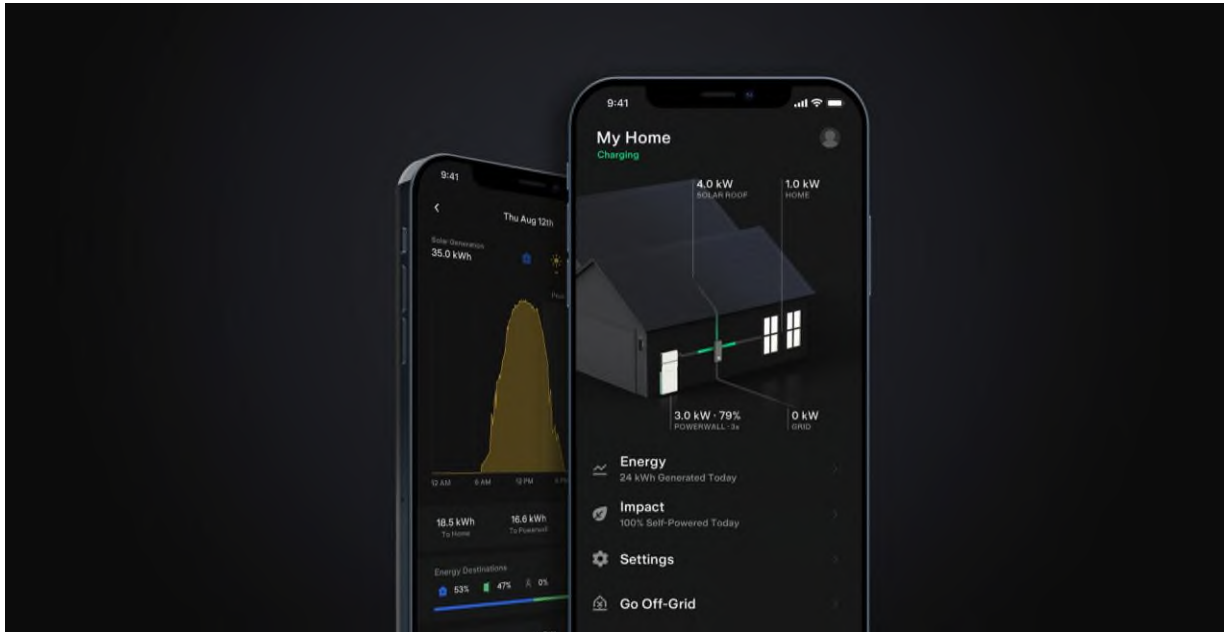 9:41
Thu Aug 12th
Solar Generation
35.0 kWh
12 AM 6 AM 12 PM
18.5 kWh 16.6 kWh
To Home To Powerwall
Energy Destinations
53% 47% 0%
9:41
My Home
Charging
4.0 kW 1.0 kW
SOLAR ROOF HOME
3.0 kW · 79% 0 kW
POWERWALL · 3x GRID
Energy
24 kWh Generated Today
Impact
100% Self-Powered Today
Settings
Go Off-Grid